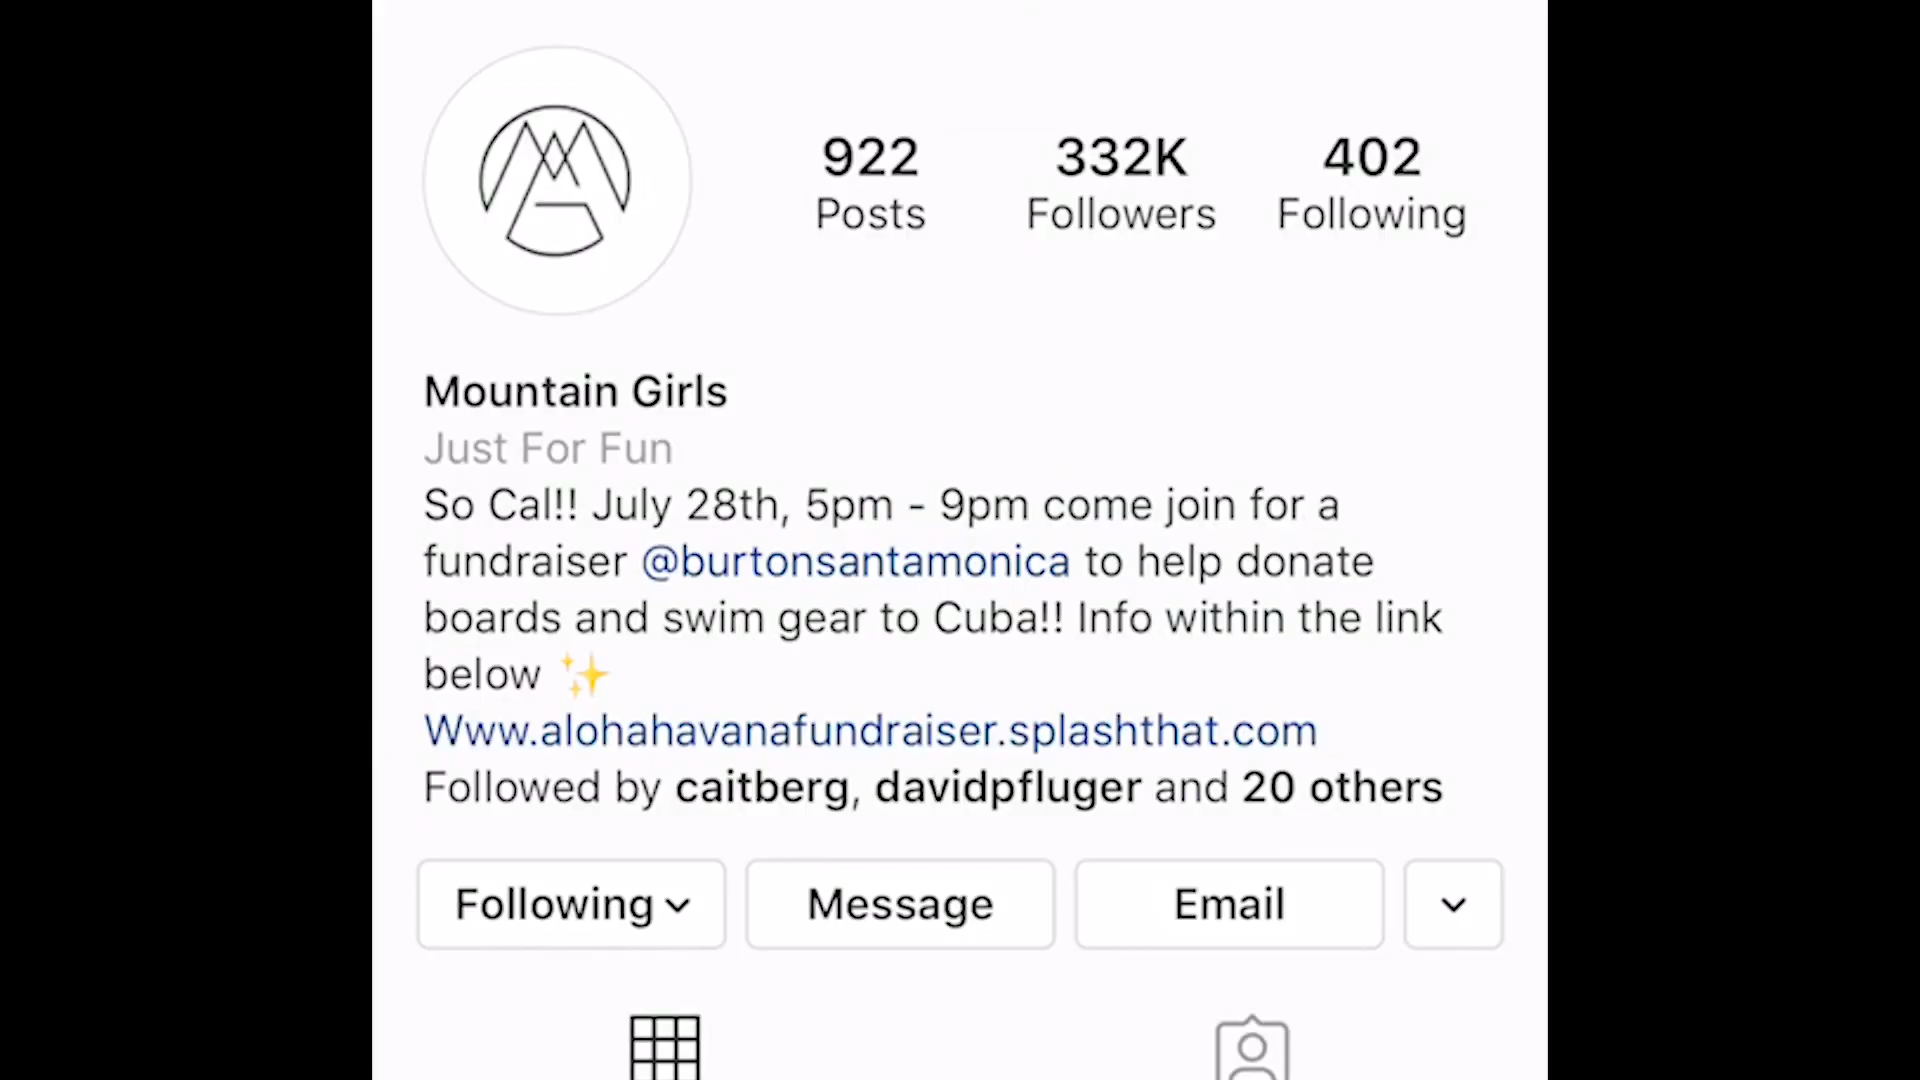 922 332K 402
Posts Followers Following
Mountain Girls
Just For Fun
So Cal!! July 28th, 5pm - 9pm come join for a
fundraiser @burtonsantamonica to help donate
boards and swim gear to Cuba!! Info within the link
below ✨
Www.alohahavanafundraiser.splashthat.com
Followed by caitberg, davidpfluger and 20 others
Following Message Email